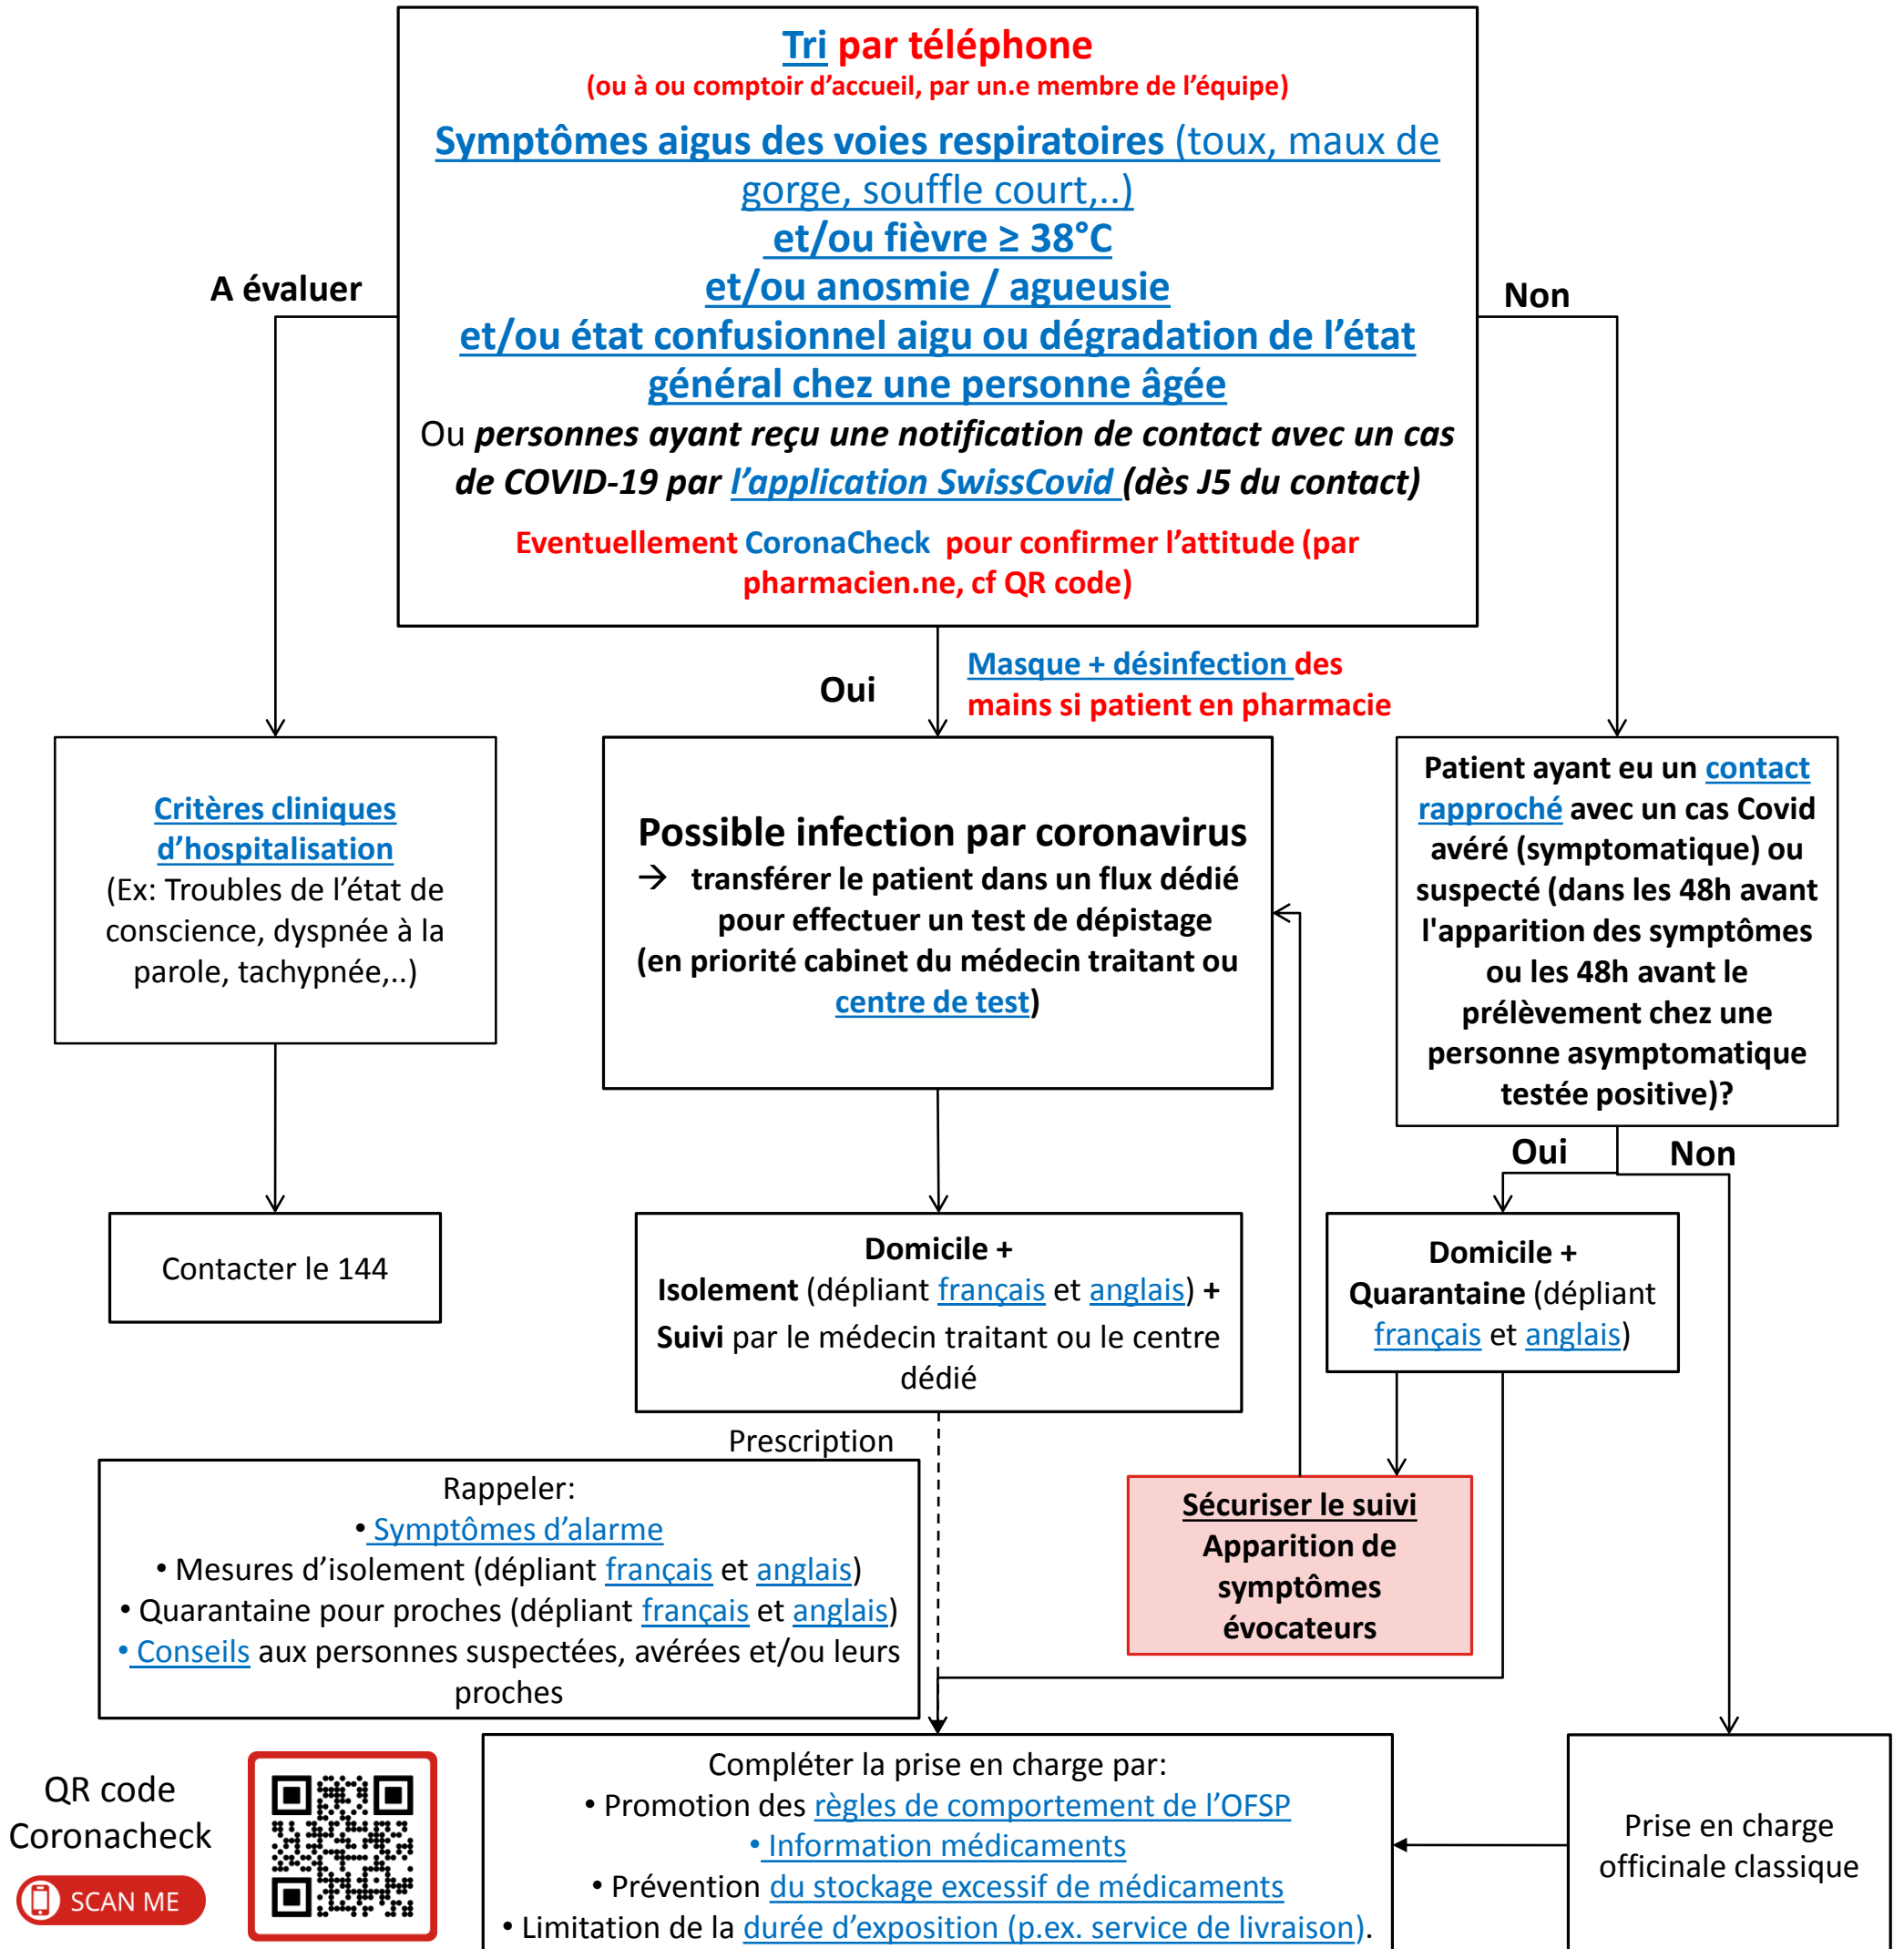 Tri par téléphone
(ou à ou comptoir d'accueil, par un.e membre de l'équipe)
Symptômes aigus des voies respiratoires (toux, maux de
gorge, souffle court,..)
et/ou fièvre ≥ 38°C
et/ou anosmie / agueusie
et/ou état confusionnel aigu ou dégradation de l'état
général chez une personne âgée
Ou personnes ayant reçu une notification de contact avec un cas
de COVID-19 par l'application SwissCovid (dès J5 du contact)
Eventuellement CoronaCheck pour confirmer l'attitude (par
pharmacien.ne, cf QR code)
A évaluer
Non
Oui
Masque + désinfection des
mains si patient en pharmacie
Critères cliniques
d'hospitalisation
(Ex: Troubles de l'état de
conscience, dyspnée à la
parole, tachypnée,..)
Possible infection par coronavirus
→ transférer le patient dans un flux dédié
pour effectuer un test de dépistage
(en priorité cabinet du médecin traitant ou
centre de test)
Patient ayant eu un contact
rapproché avec un cas Covid
avéré (symptomatique) ou
suspecté (dans les 48h avant
l'apparition des symptômes
ou les 48h avant le
prélèvement chez une
personne asymptomatique
testée positive)?
Oui
Non
Contacter le 144
Domicile +
Isolement (dépliant français et anglais) +
Suivi par le médecin traitant ou le centre
dédié
Domicile +
Quarantaine (dépliant
français et anglais)
Prescription
Rappeler:
• Symptômes d'alarme
• Mesures d'isolement (dépliant français et anglais)
• Quarantaine pour proches (dépliant français et anglais)
• Conseils aux personnes suspectées, avérées et/ou leurs
proches
Sécuriser le suivi
Apparition de
symptômes
évocateurs
QR code
Coronacheck
SCAN ME
Compléter la prise en charge par:
• Promotion des règles de comportement de l'OFSP
• Information médicaments
• Prévention du stockage excessif de médicaments
• Limitation de la durée d'exposition (p.ex. service de livraison).
Prise en charge
officinale classique